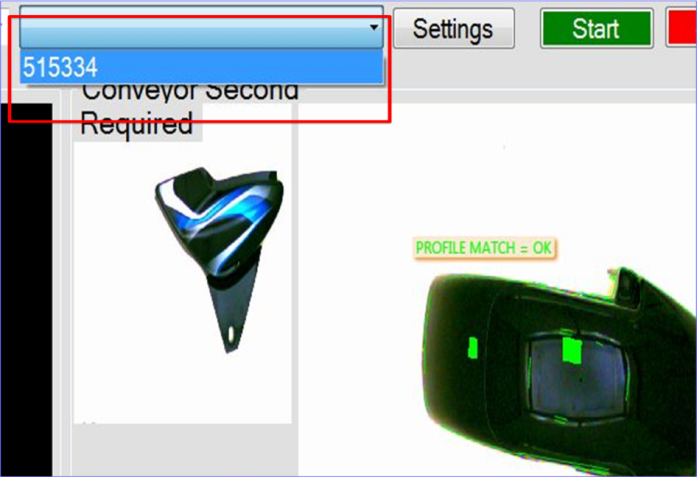 Settings
Start
515334
Conveyor Second
Required
PROFILE MATCH = OK